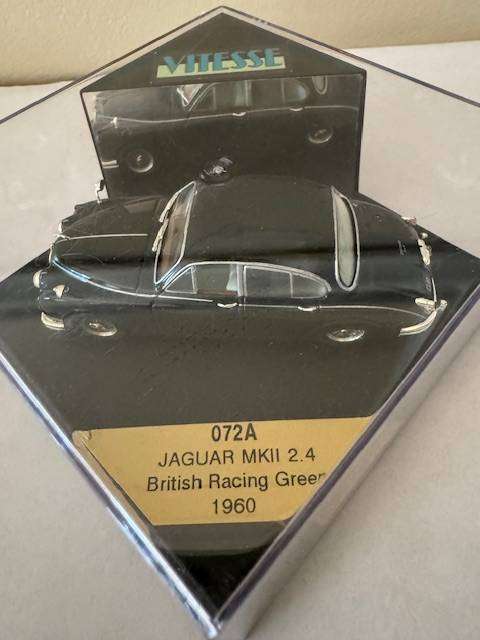 VITESSE
072A
JAGUAR MKII 2.4
British Racing Green
1960